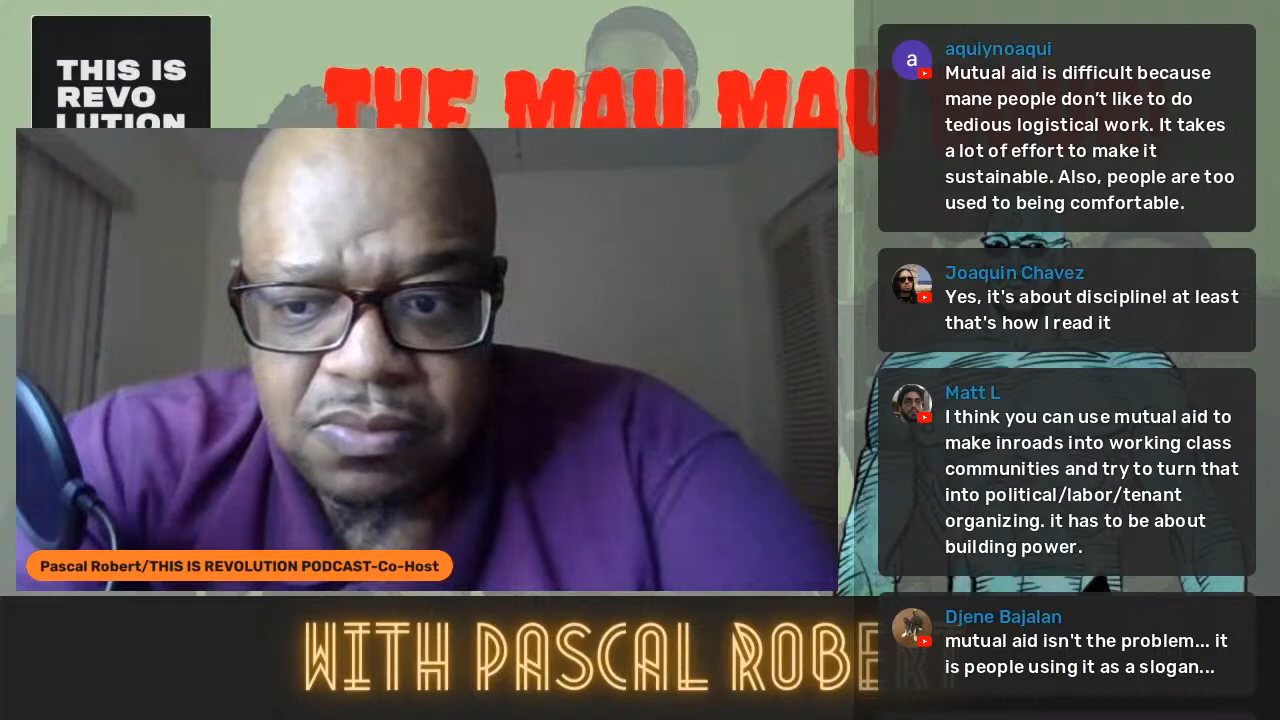 THIS IS
REVO
LUTION
THE MAU MAU
Pascal Robert/THIS IS REVOLUTION PODCAST-Co-Host
WITH PASCAL ROBERT
aquiynoaqui
a
Mutual aid is difficult because
mane people don’t like to do
tedious logistical work. It takes
a lot of effort to make it
sustainable. Also, people are too
used to being comfortable.
Joaquin Chavez
Yes, it's about discipline! at least
that's how I read it
Matt L
I think you can use mutual aid to
make inroads into working class
communities and try to turn that
into political/labor/tenant
organizing. it has to be about
building power.
Djene Bajalan
mutual aid isn't the problem... it
is people using it as a slogan...